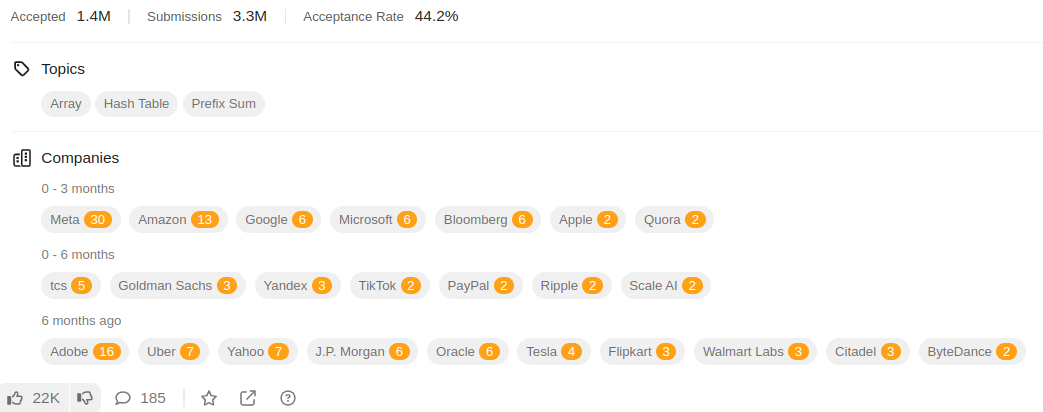 Accepted 1.4M Submissions 3.3M Acceptance Rate 44.2%
Topics
Array Hash Table Prefix Sum
Companies
0 - 3 months
Meta 30 Amazon 13 Google 6 Microsoft 6 Bloomberg 6 Apple 2 Quora 2
0 - 6 months
tcs 5 Goldman Sachs 3 Yandex 3 TikTok 2 PayPal 2 Ripple 2 Scale AI 2
6 months ago
Adobe 16 Uber 7 Yahoo 7 J.P. Morgan 6 Oracle 6 Tesla 4 Flipkart 3 Walmart Labs 3 Citadel 3 ByteDance 2
22K 185